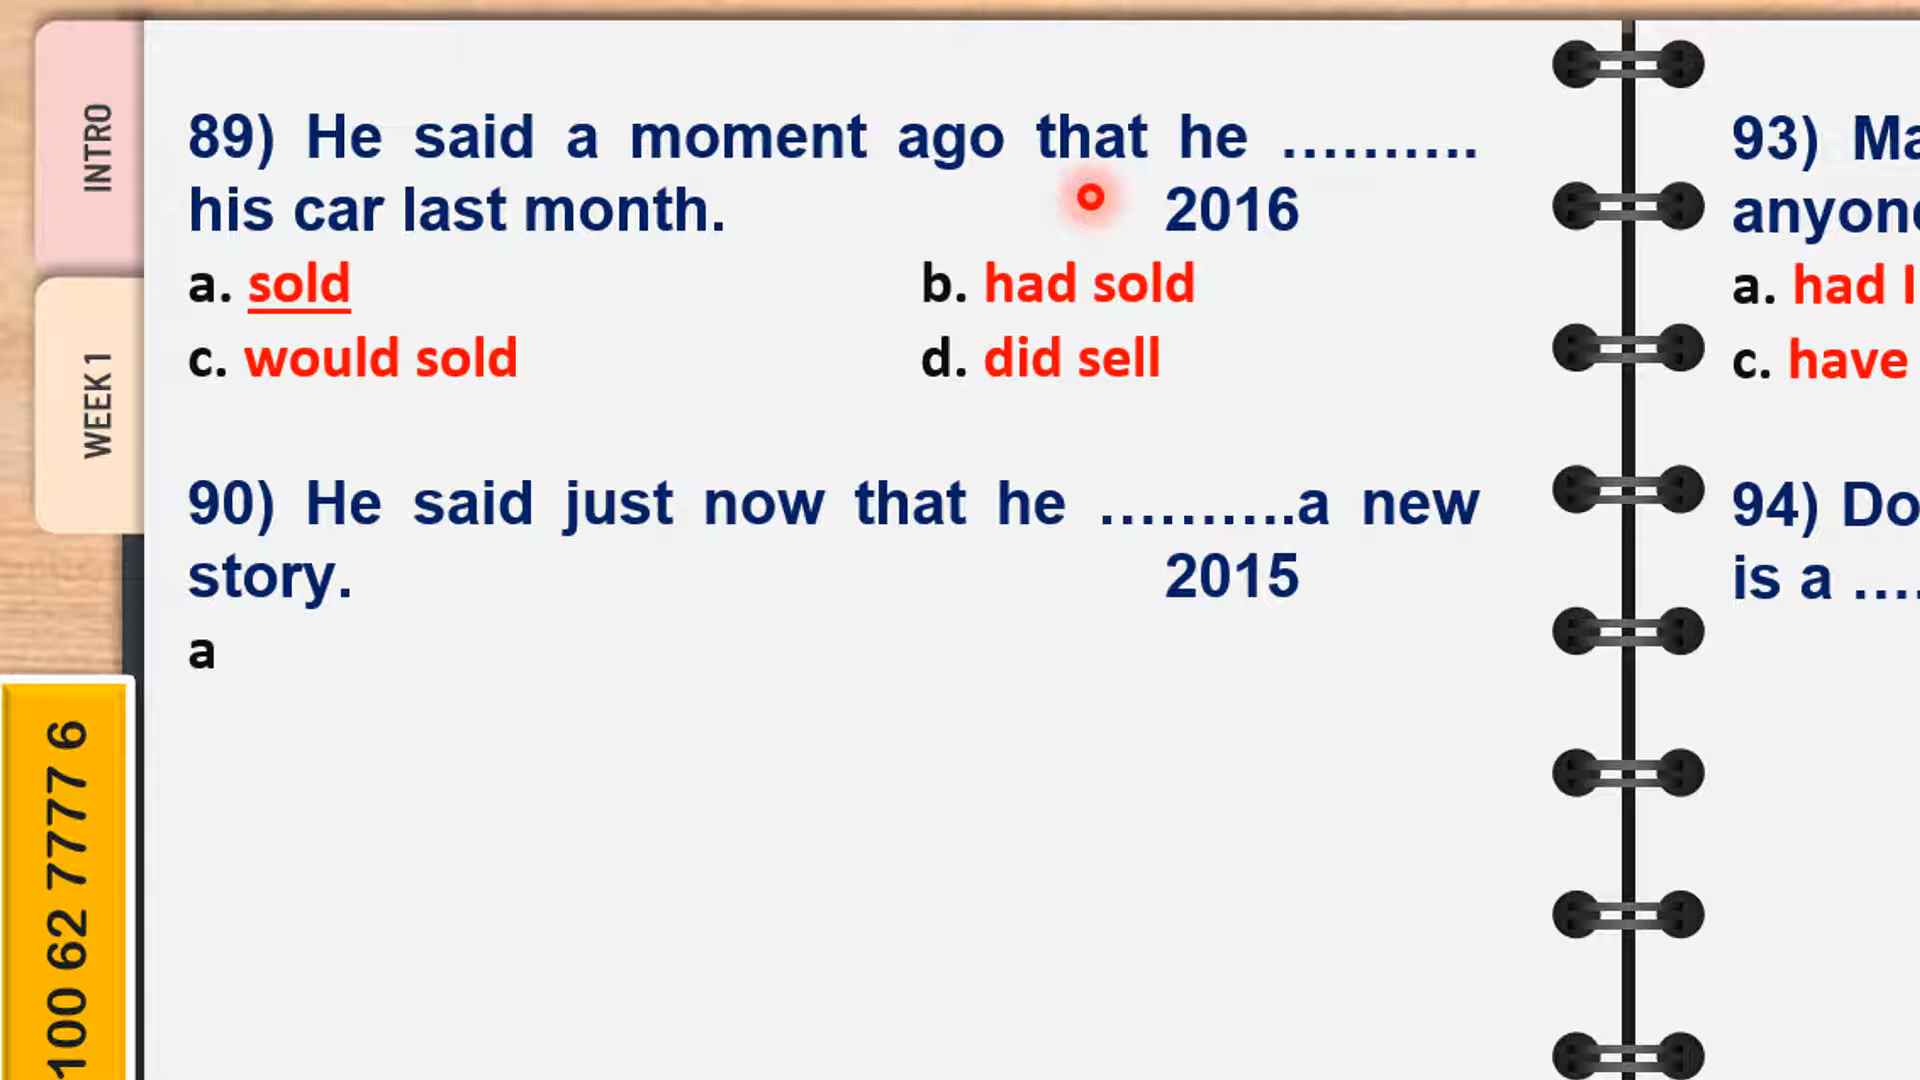 INTRO
WEEK 1
100 62 7777 6
89) He said a moment ago that he ..........
his car last month. 2016
a. sold b. had sold
c. would sold d. did sell
90) He said just now that he ..........a new
story. 2015
a
93) Ma
anyone
a. had l
c. have
94) Do
is a ....